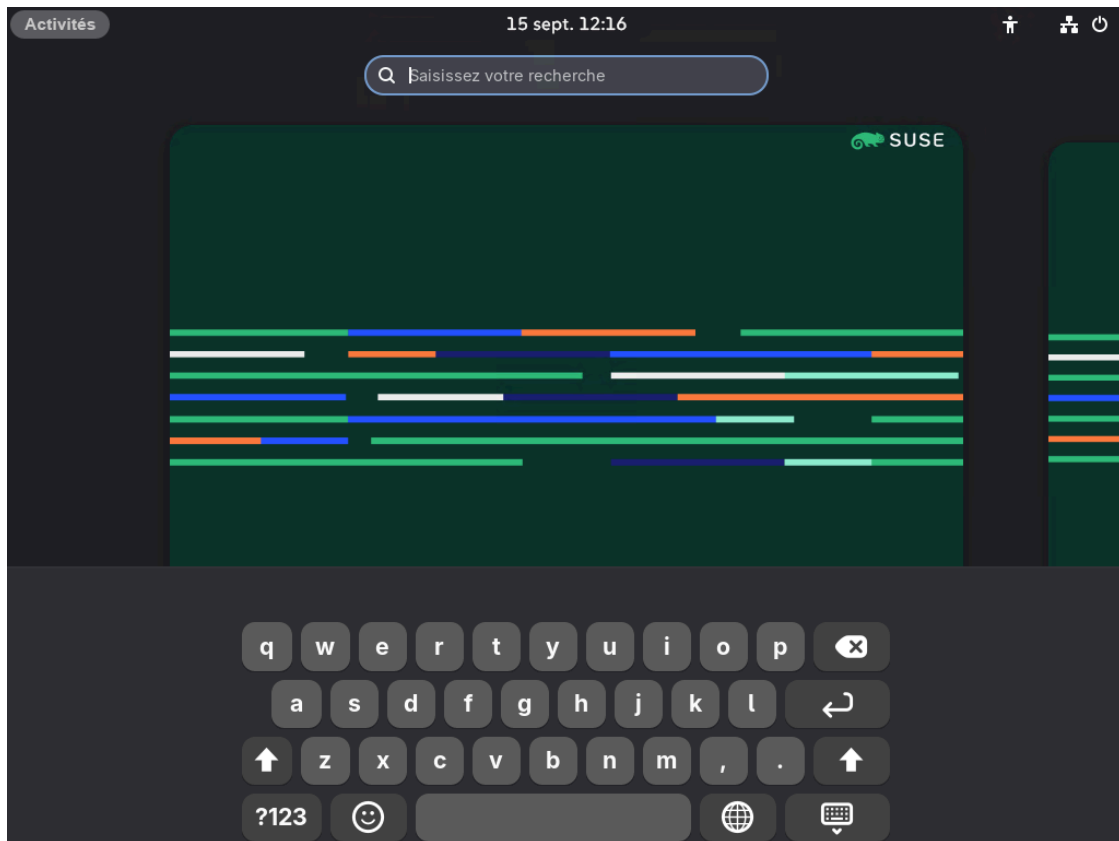 Activités
15 sept. 12:16
Saisissez votre recherche
SUSE
q w e r t y u i o p
a s d f g h j k l
z x c v b n m , .
?123